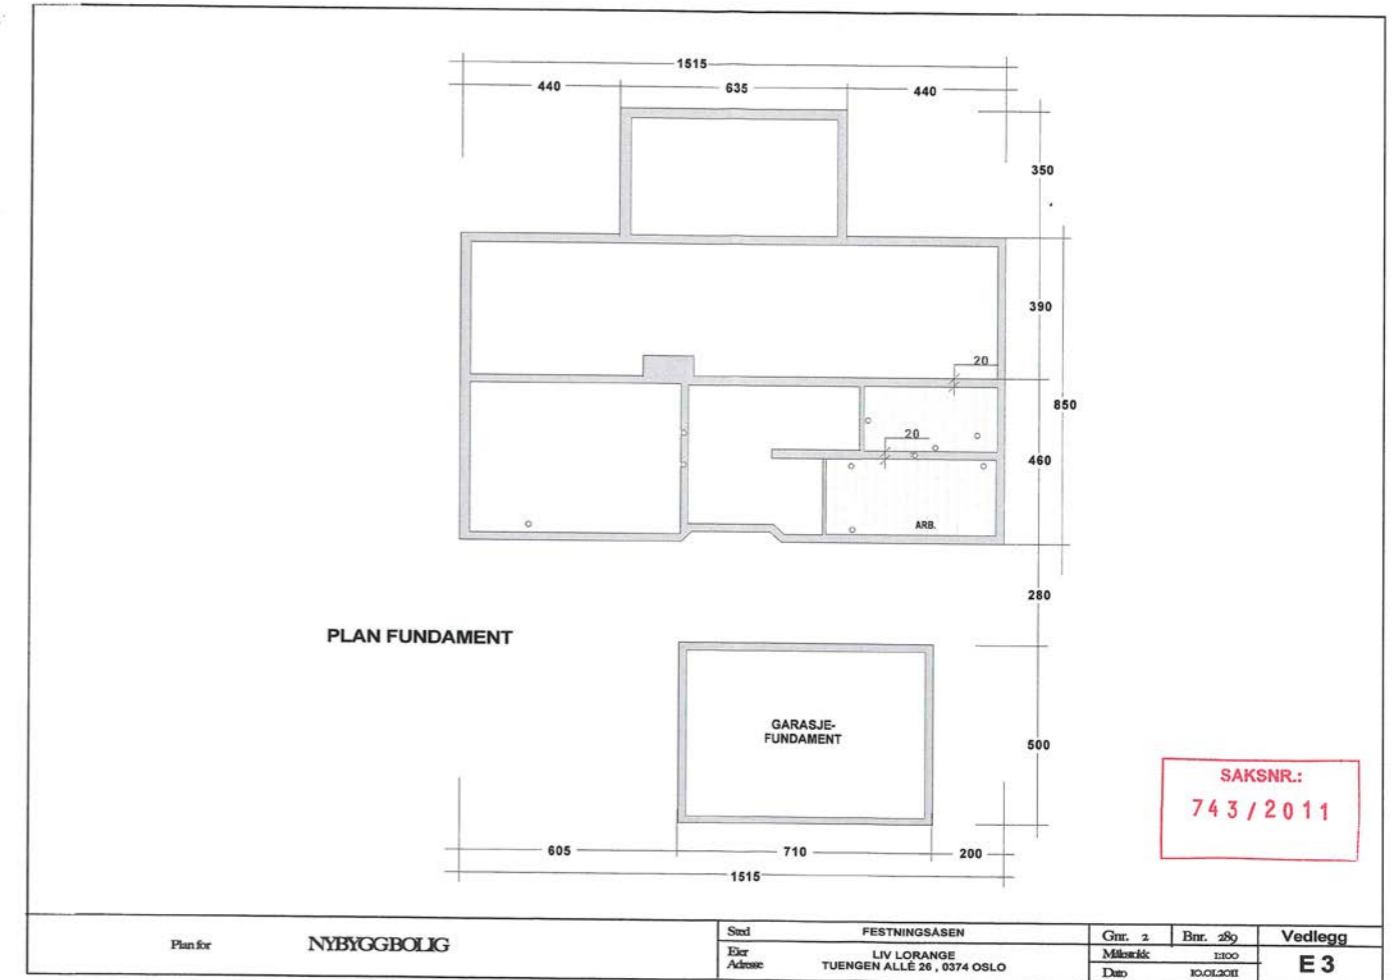 1515
440 635 440
350
390
20
850
20
460
ARB.
280
PLAN FUNDAMENT
GARASJE-
FUNDAMENT
500
SAKSNR.:
743/2011
605 710 200
1515
Plan for NYBYGGBOLIG
Sted FESTNINGSÅSEN
Eier LIV LORANGE
Adresse TUENGEN ALLÈ 26 , 0374 OSLO
Gnr. 2 Bnr. 289
Målestokk 1:100
Dato 10.01.2011
Vedlegg
E 3